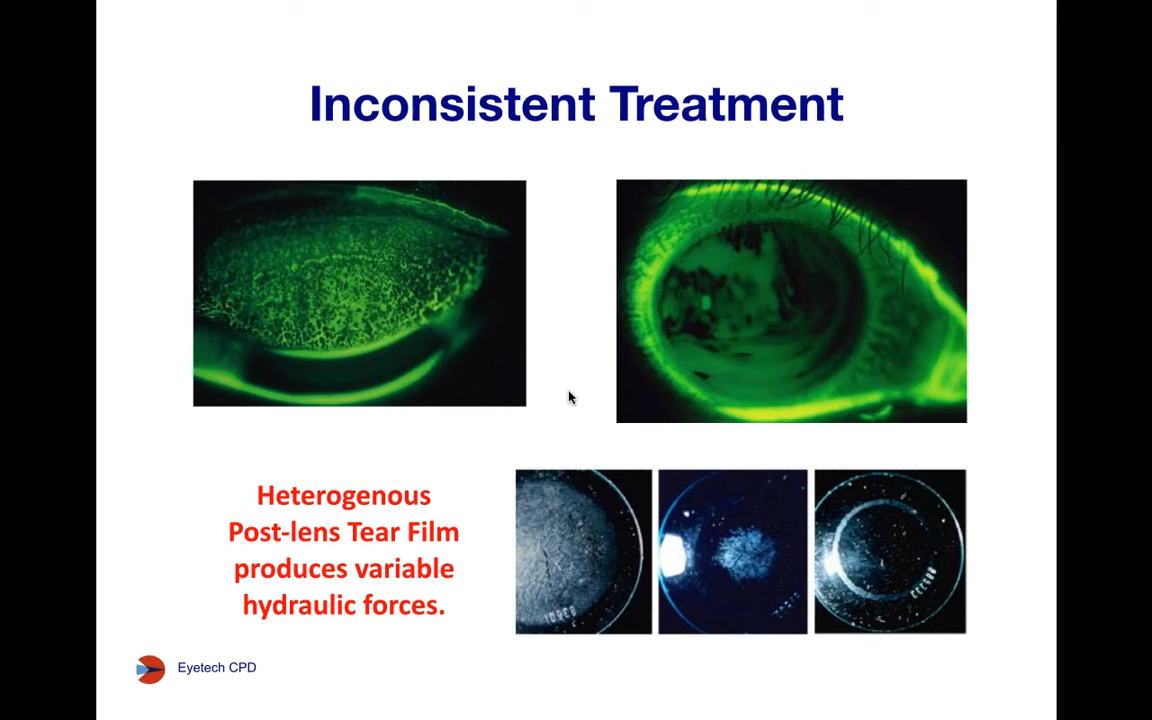 Inconsistent Treatment
Heterogenous
Post-lens Tear Film
produces variable
hydraulic forces.
Eyetech CPD